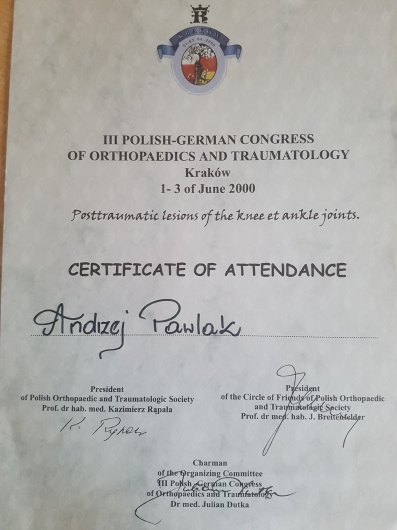 III POLISH-GERMAN CONGRESS
OF ORTHOPAEDICS AND TRAUMATOLOGY
Kraków
1- 3 of June 2000
Posttraumatic lesions of the knee et ankle joints.
CERTIFICATE OF ATTENDANCE
Andrzej Pawlak
President
of Polish Orthopaedic and Traumatologic Society
Prof. dr hab. med. Kazimierz Rąpała
President
of the Circle of Friends of Polish Orthopaedic
and Traumatologic Society
Prof. dr med. hab. J. Breitenfelder
Charman
of the Organizing Committee
III Polish German Congress
of Orthopaedics and Traumatology
Dr med. Julian Dutka